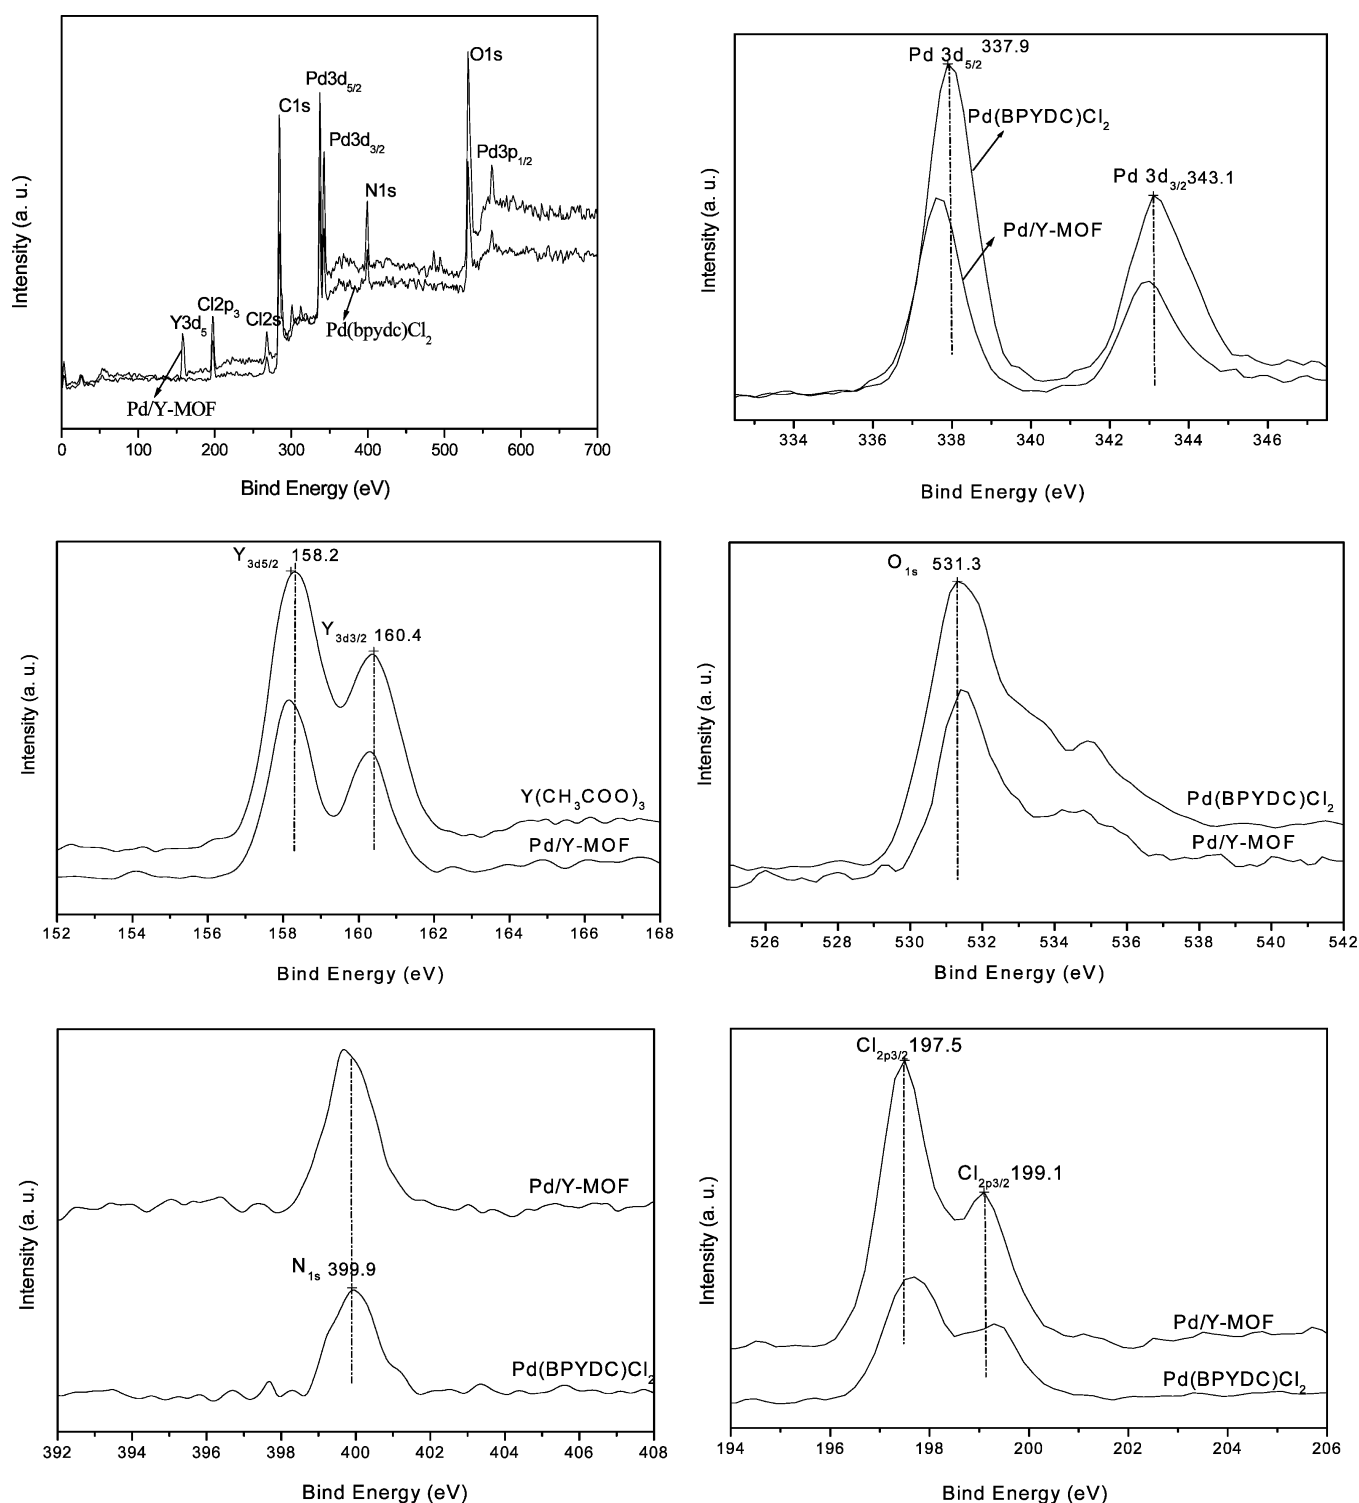 O1s
Pd3d5/2
C1s
Pd3d3/2
Pd3p1/2
N1s
Cl2p3
Y3d5
Cl2s
Pd(bpydc)Cl2
Pd/Y-MOF
0 100 200 300 400 500 600 700
Bind Energy (eV)
Intensity (a. u.)
Pd 3d5/2 337.9
Pd(BPYDC)Cl2
Pd 3d3/2 343.1
Pd/Y-MOF
334 336 338 340 342 344 346
Bind Energy (eV)
Intensity (a. u.)
Y3d5/2 158.2
Y3d3/2 160.4
Y(CH3COO)3
Pd/Y-MOF
152 154 156 158 160 162 164 166 168
Bind Energy (eV)
Intensity (a. u.)
O1s 531.3
Pd(BPYDC)Cl2
Pd/Y-MOF
526 528 530 532 534 536 538 540 542
Bind Energy (eV)
Intensity (a. u.)
Pd/Y-MOF
N1s 399.9
Pd(BPYDC)Cl2
392 394 396 398 400 402 404 406 408
Bind Energy (eV)
Intensity (a. u.)
Cl2p3/2 197.5
Cl2p3/2 199.1
Pd/Y-MOF
Pd(BPYDC)Cl2
194 196 198 200 202 204 206
Bind Energy (eV)
Intensity (a. u.)